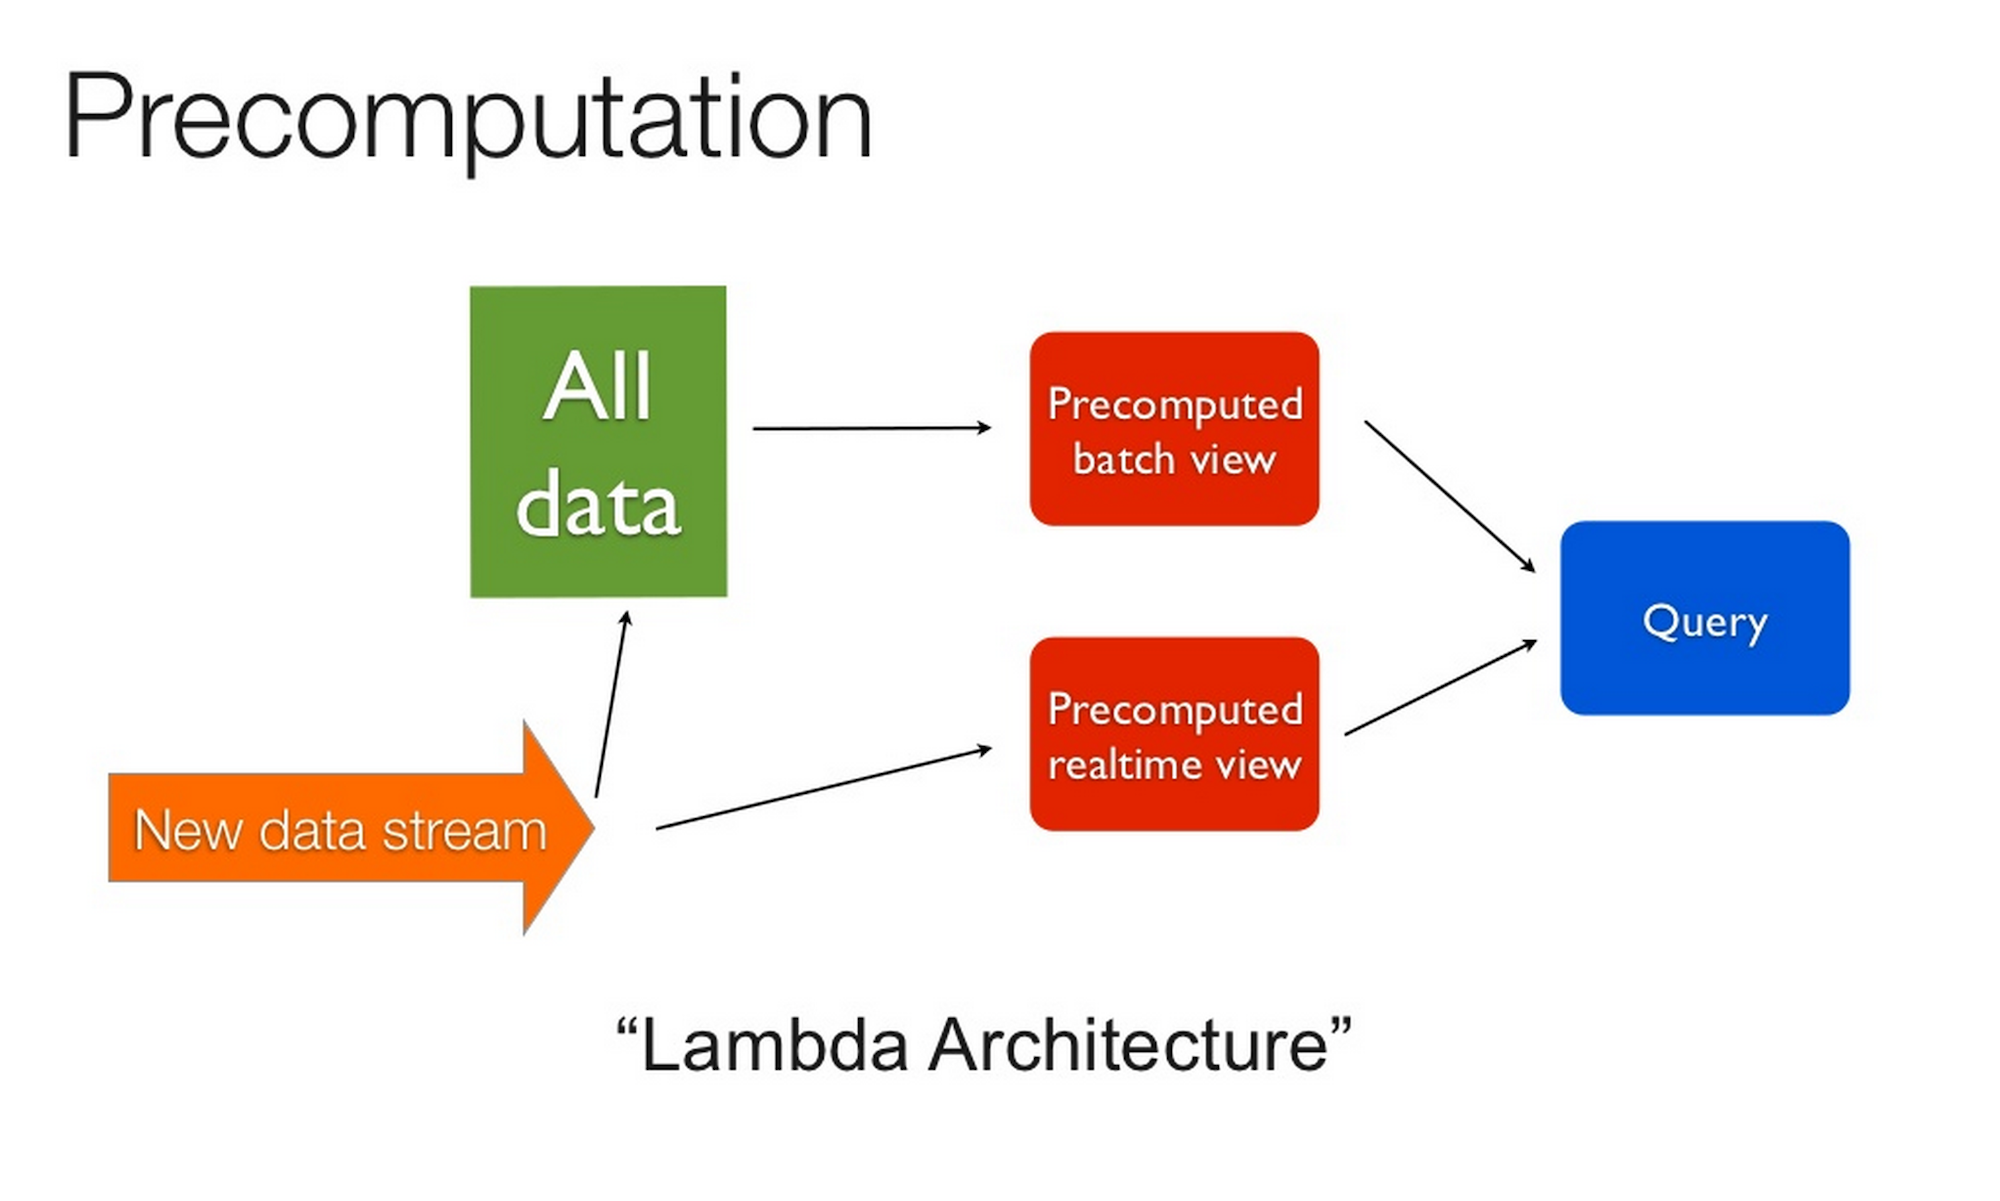 Precomputation
All
data
Precomputed
batch view
Query
Precomputed
realtime view
New data stream
“Lambda Architecture”